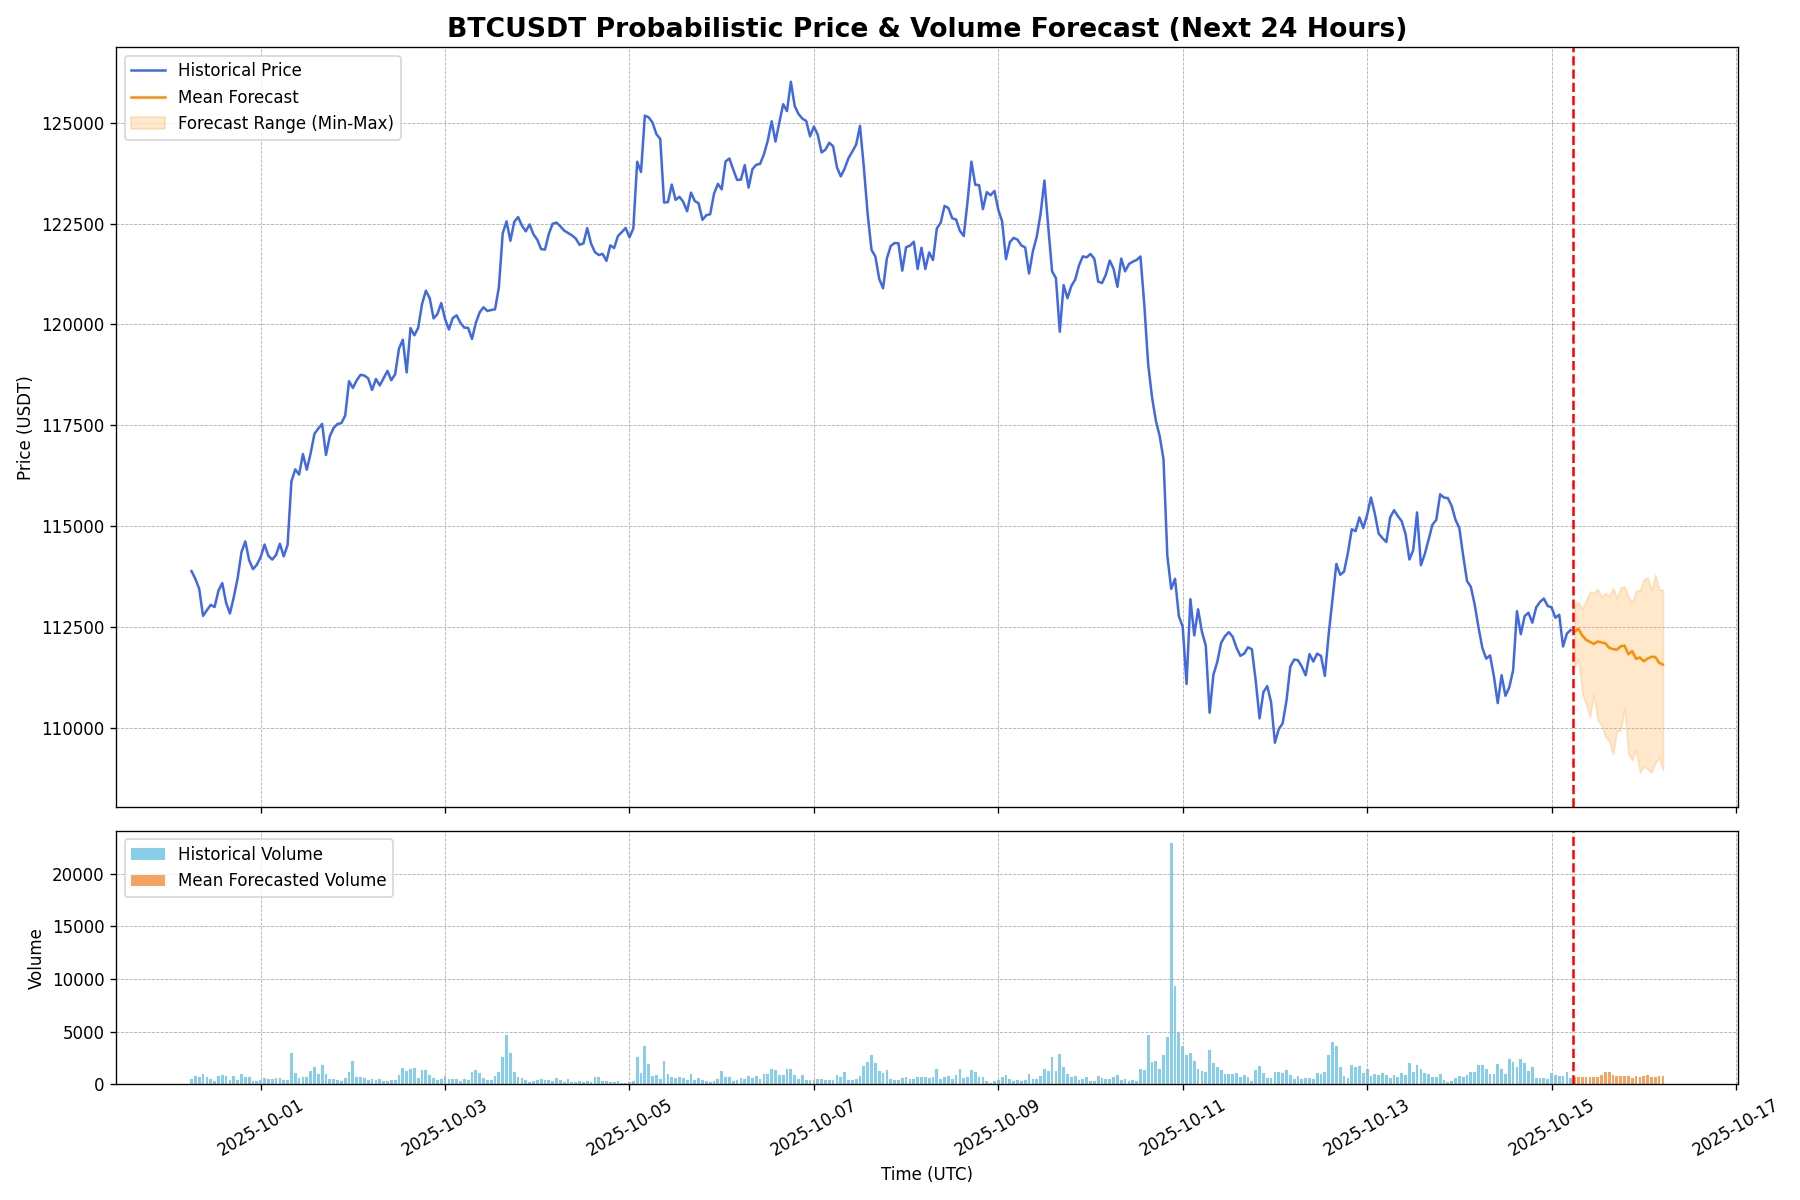 BTCUSDT Probabilistic Price & Volume Forecast (Next 24 Hours)
Historical Price
Mean Forecast
Forecast Range (Min-Max)
Price (USDT)
125000
122500
120000
117500
115000
112500
110000
Historical Volume
Mean Forecasted Volume
Volume
20000
15000
10000
5000
0
2025-10-01
2025-10-03
2025-10-05
2025-10-07
2025-10-09
2025-10-11
2025-10-13
2025-10-15
2025-10-17
Time (UTC)